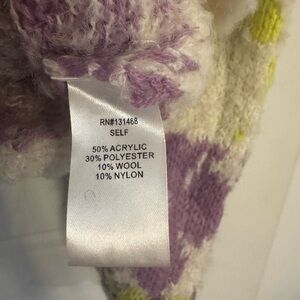 RN#131468
SELF
50% ACRYLIC
30% POLYESTER
10% WOOL
10% NYLON